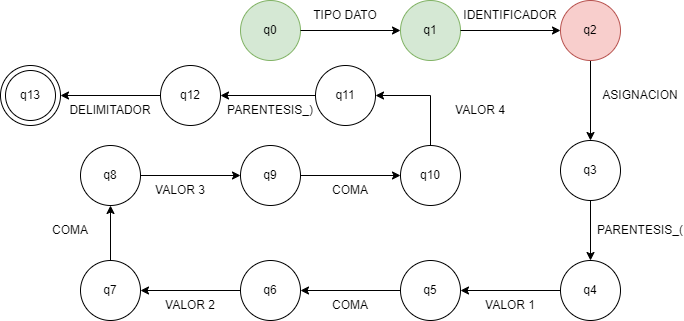 q0
TIPO DATO
q1
IDENTIFICADOR
q2
ASIGNACION
q3
PARENTESIS_(
q4
VALOR 1
q5
COMA
q6
VALOR 2
q7
COMA
q8
VALOR 3
q9
COMA
q10
VALOR 4
q11
PARENTESIS_)
q12
DELIMITADOR
q13